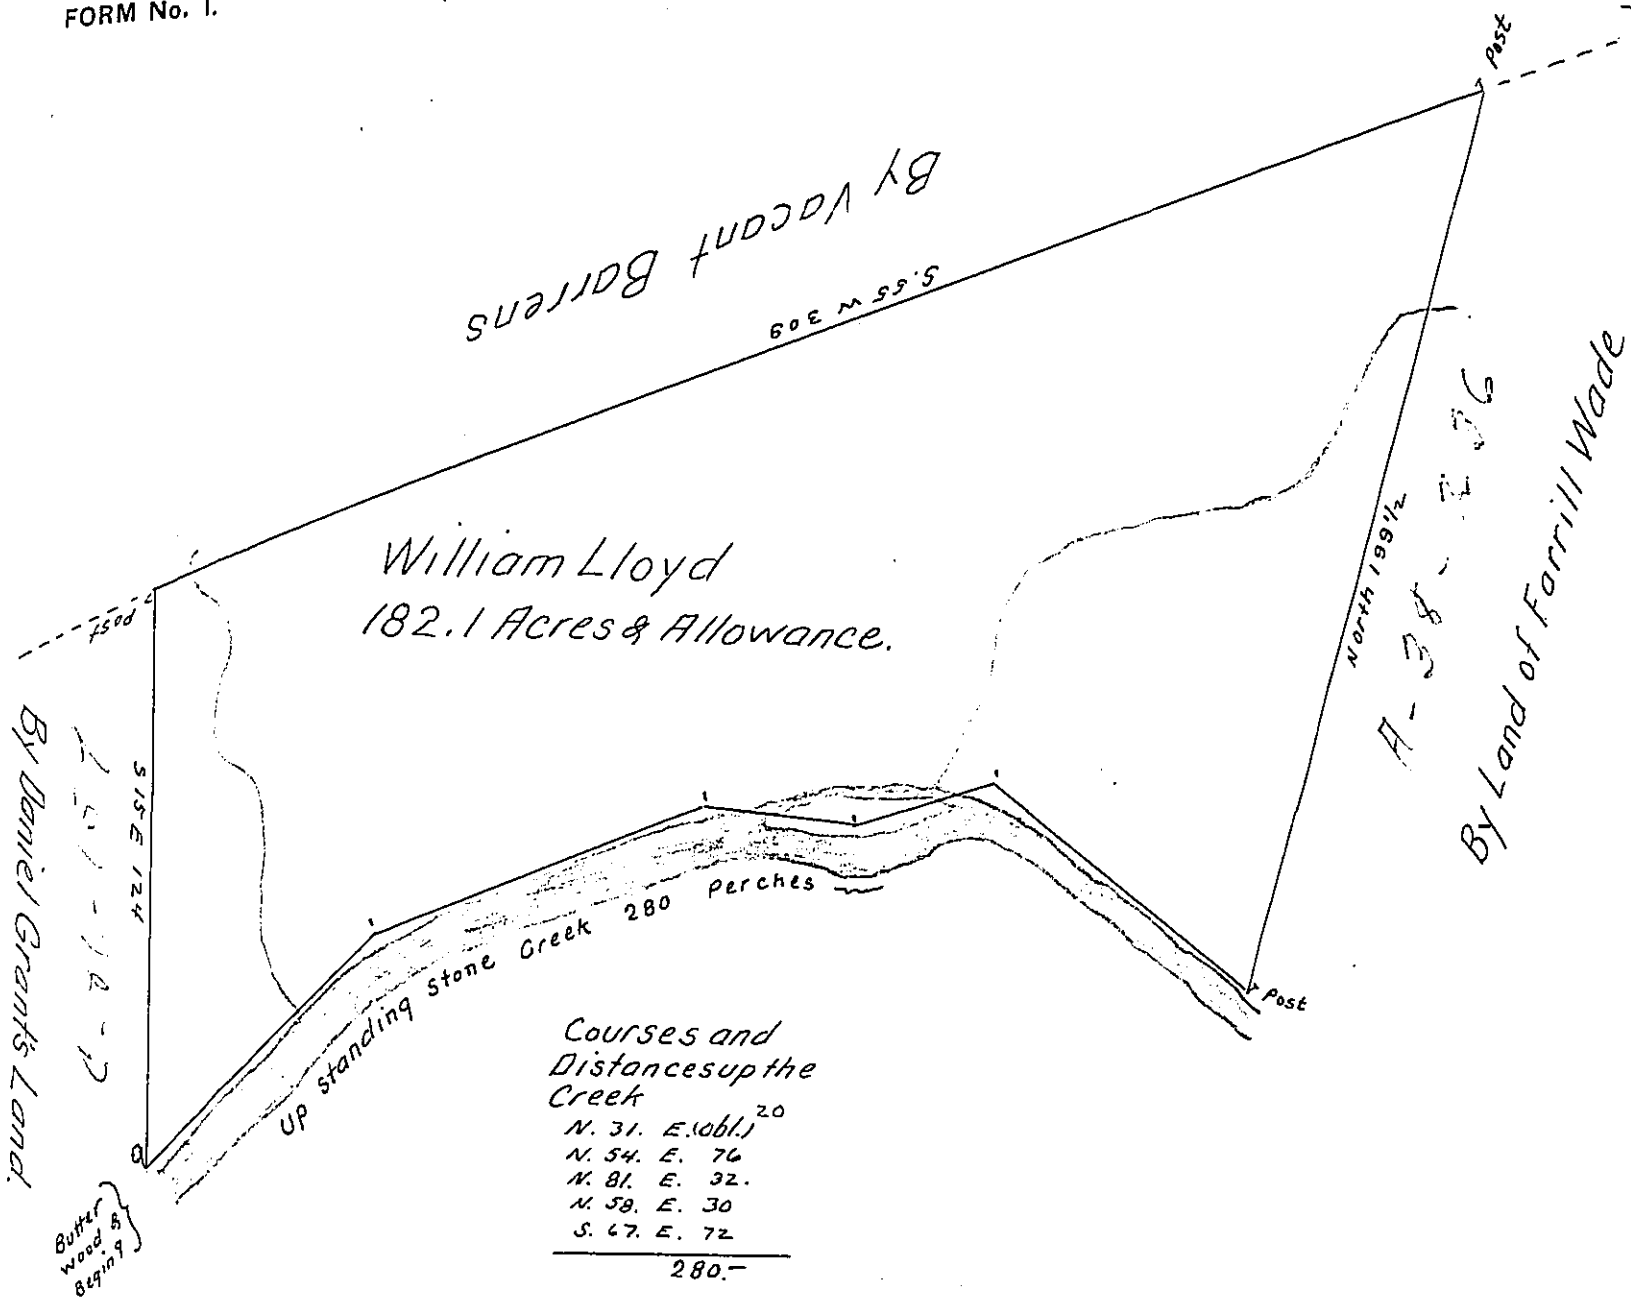 FORM No. 1.
Post
By Vacant Barrens
S. 55 W 309
William Lloyd
182.1 Acres & Allowance.
Post
By Daniel Grant's Land.
S 15 E 124
North 199½
A - 38 - 236
By Land of Farrill Wade
Up standing stone Creek 280 Perches
Post
Butter
wood &
Begin'g
Courses and
Distances up the
Creek
N. 31. E. (obl.) 20
N. 54. E. 76
N. 81. E. 32.
N. 58. E. 30
S. 67. E. 72
280.-